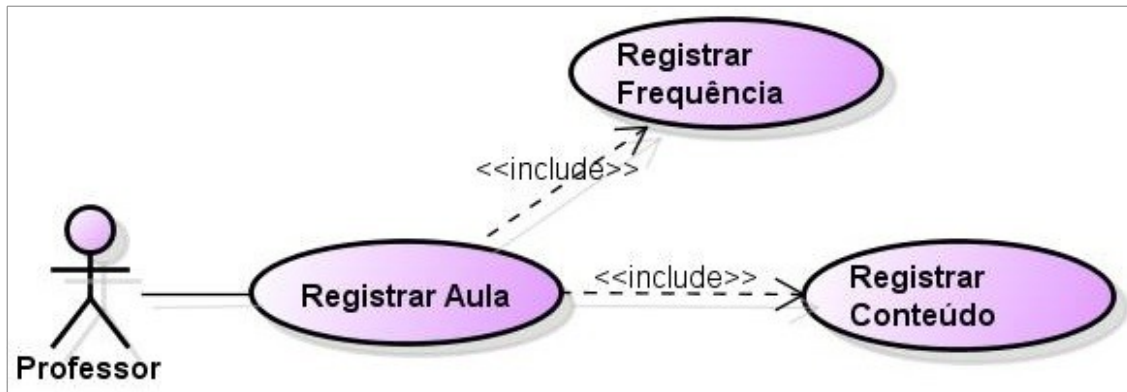 Registrar
Frequência
<<include>>
<<include>>
Registrar Aula
Registrar
Conteúdo
Professor